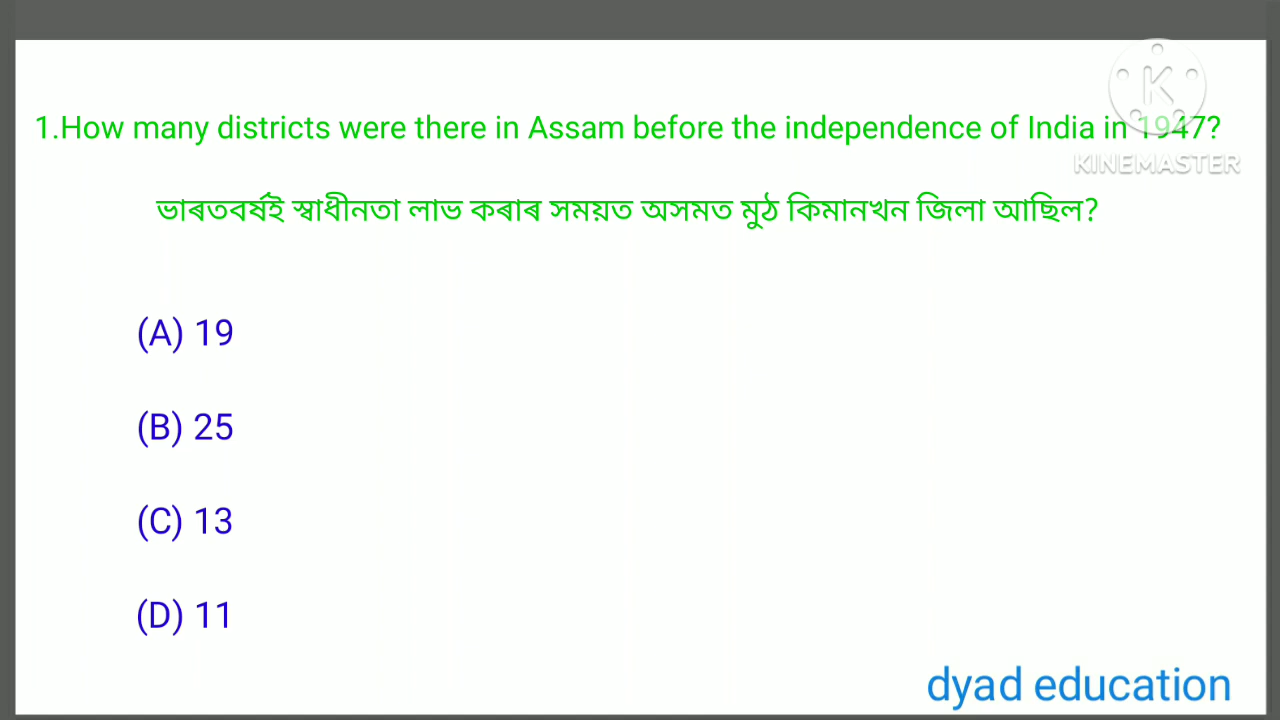 1.How many districts were there in Assam before the independence of India in 1947?
KINEMASTER
ভাৰতবৰ্ষই স্বাধীনতা লাভ কৰাৰ সময়ত অসমত মুঠ কিমানখন জিলা আছিল?
(A) 19
(B) 25
(C) 13
(D) 11
dyad education